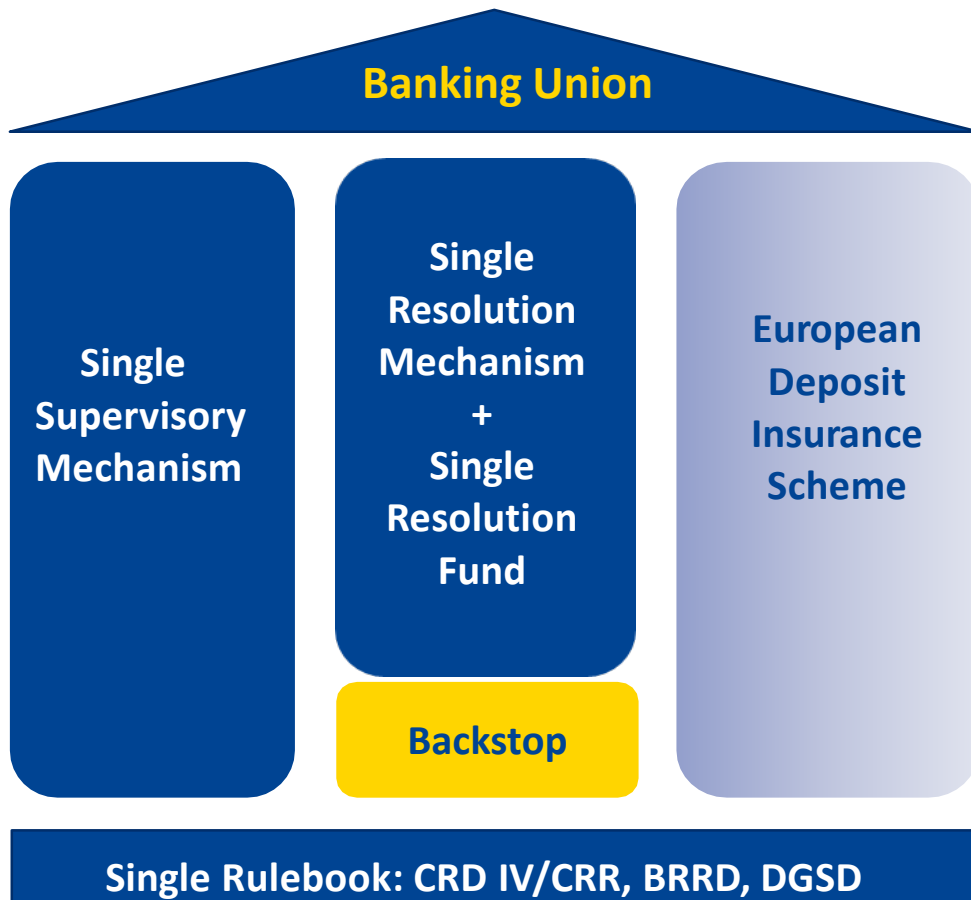 Banking Union
Single
Supervisory
Mechanism
Single
Resolution
Mechanism
+
Single
Resolution
Fund
European
Deposit
Insurance
Scheme
Backstop
Single Rulebook: CRD IV/CRR, BRRD, DGSD